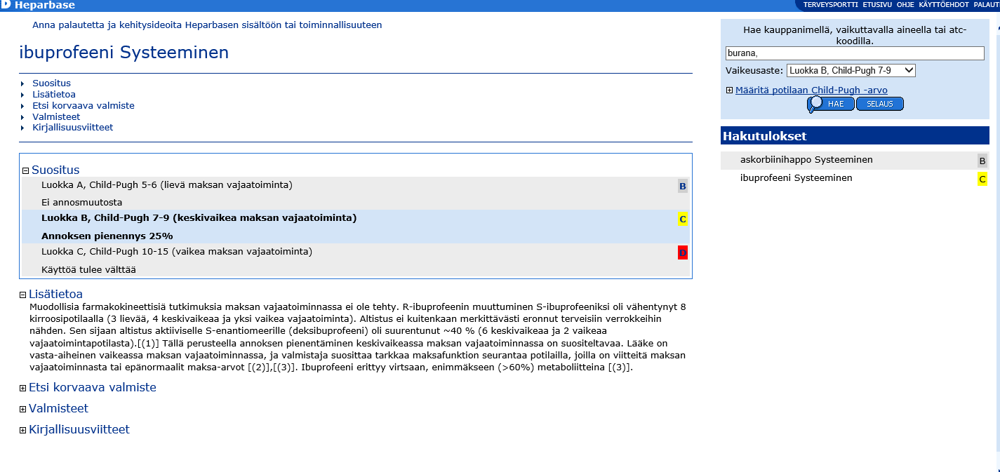 Heparbase
TERVEYSPORTTI ETUSIVU OHJE KÄYTTÖEHDOT PALAUT
Anna palautetta ja kehitysideoita Heparbasen sisältöön tai toiminnallisuuteen
ibuprofeeni Systeeminen
Suositus
Lisätietoa
Etsi korvaava valmiste
Valmisteet
Kirjallisuusviitteet
Suositus
Luokka A, Child-Pugh 5-6 (lievä maksan vajaatoiminta) B
Ei annosmuutosta
Luokka B, Child-Pugh 7-9 (keskivaikea maksan vajaatoiminta) C
Annoksen pienennys 25%
Luokka C, Child-Pugh 10-15 (vaikea maksan vajaatoiminta) D
Käyttöä tulee välttää
Lisätietoa
Muodollisia farmakokineettisiä tutkimuksia maksan vajaatoiminnassa ei ole tehty. R-ibuprofeenin muuttuminen S-ibuprofeeniksi oli vähentynyt 8
kirroosipotilaalla (3 lievää, 4 keskivaikeaa ja yksi vaikea vajaatoiminta). Altistus ei kuitenkaan merkittävästi eronnut terveisiin verrokkeihin
nähden. Sen sijaan altistus aktiiviselle S-enantiomeerille (deksibuprofeeni) oli suurentunut ~40 % (6 keskivaikeaa ja 2 vaikeaa
vajaatoimintapotilasta).[(1)] Tällä perusteella annoksen pienentäminen keskivaikeassa maksan vajaatoiminnassa on suositeltavaa. Lääke on
vasta-aiheinen vaikeassa maksan vajaatoiminnassa, ja valmistaja suosittaa tarkkaa maksafunktion seurantaa potilailla, joilla on viitteitä maksan
vajaatoiminnasta tai epänormaalit maksa-arvot [(2)],[(3)]. Ibuprofeeni erittyy virtsaan, enimmäkseen (>60%) metaboliitteina [(3)].
Etsi korvaava valmiste
Valmisteet
Kirjallisuusviitteet
Hae kauppanimellä, vaikuttavalla aineella tai atc-
koodilla.
burana,
Vaikeusaste: Luokka B, Child-Pugh 7-9
Määritä potilaan Child-Pugh -arvo
HAE SELAUS
Hakutulokset
askorbiinihappo Systeeminen B
ibuprofeeni Systeeminen C